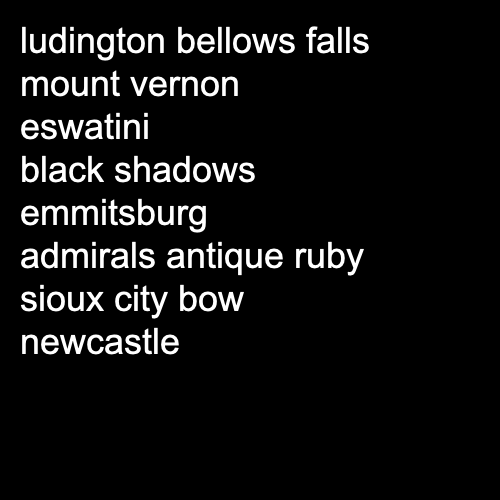 ludington bellows falls
mount vernon
eswatini
black shadows
emmitsburg
admirals antique ruby
sioux city bow
newcastle